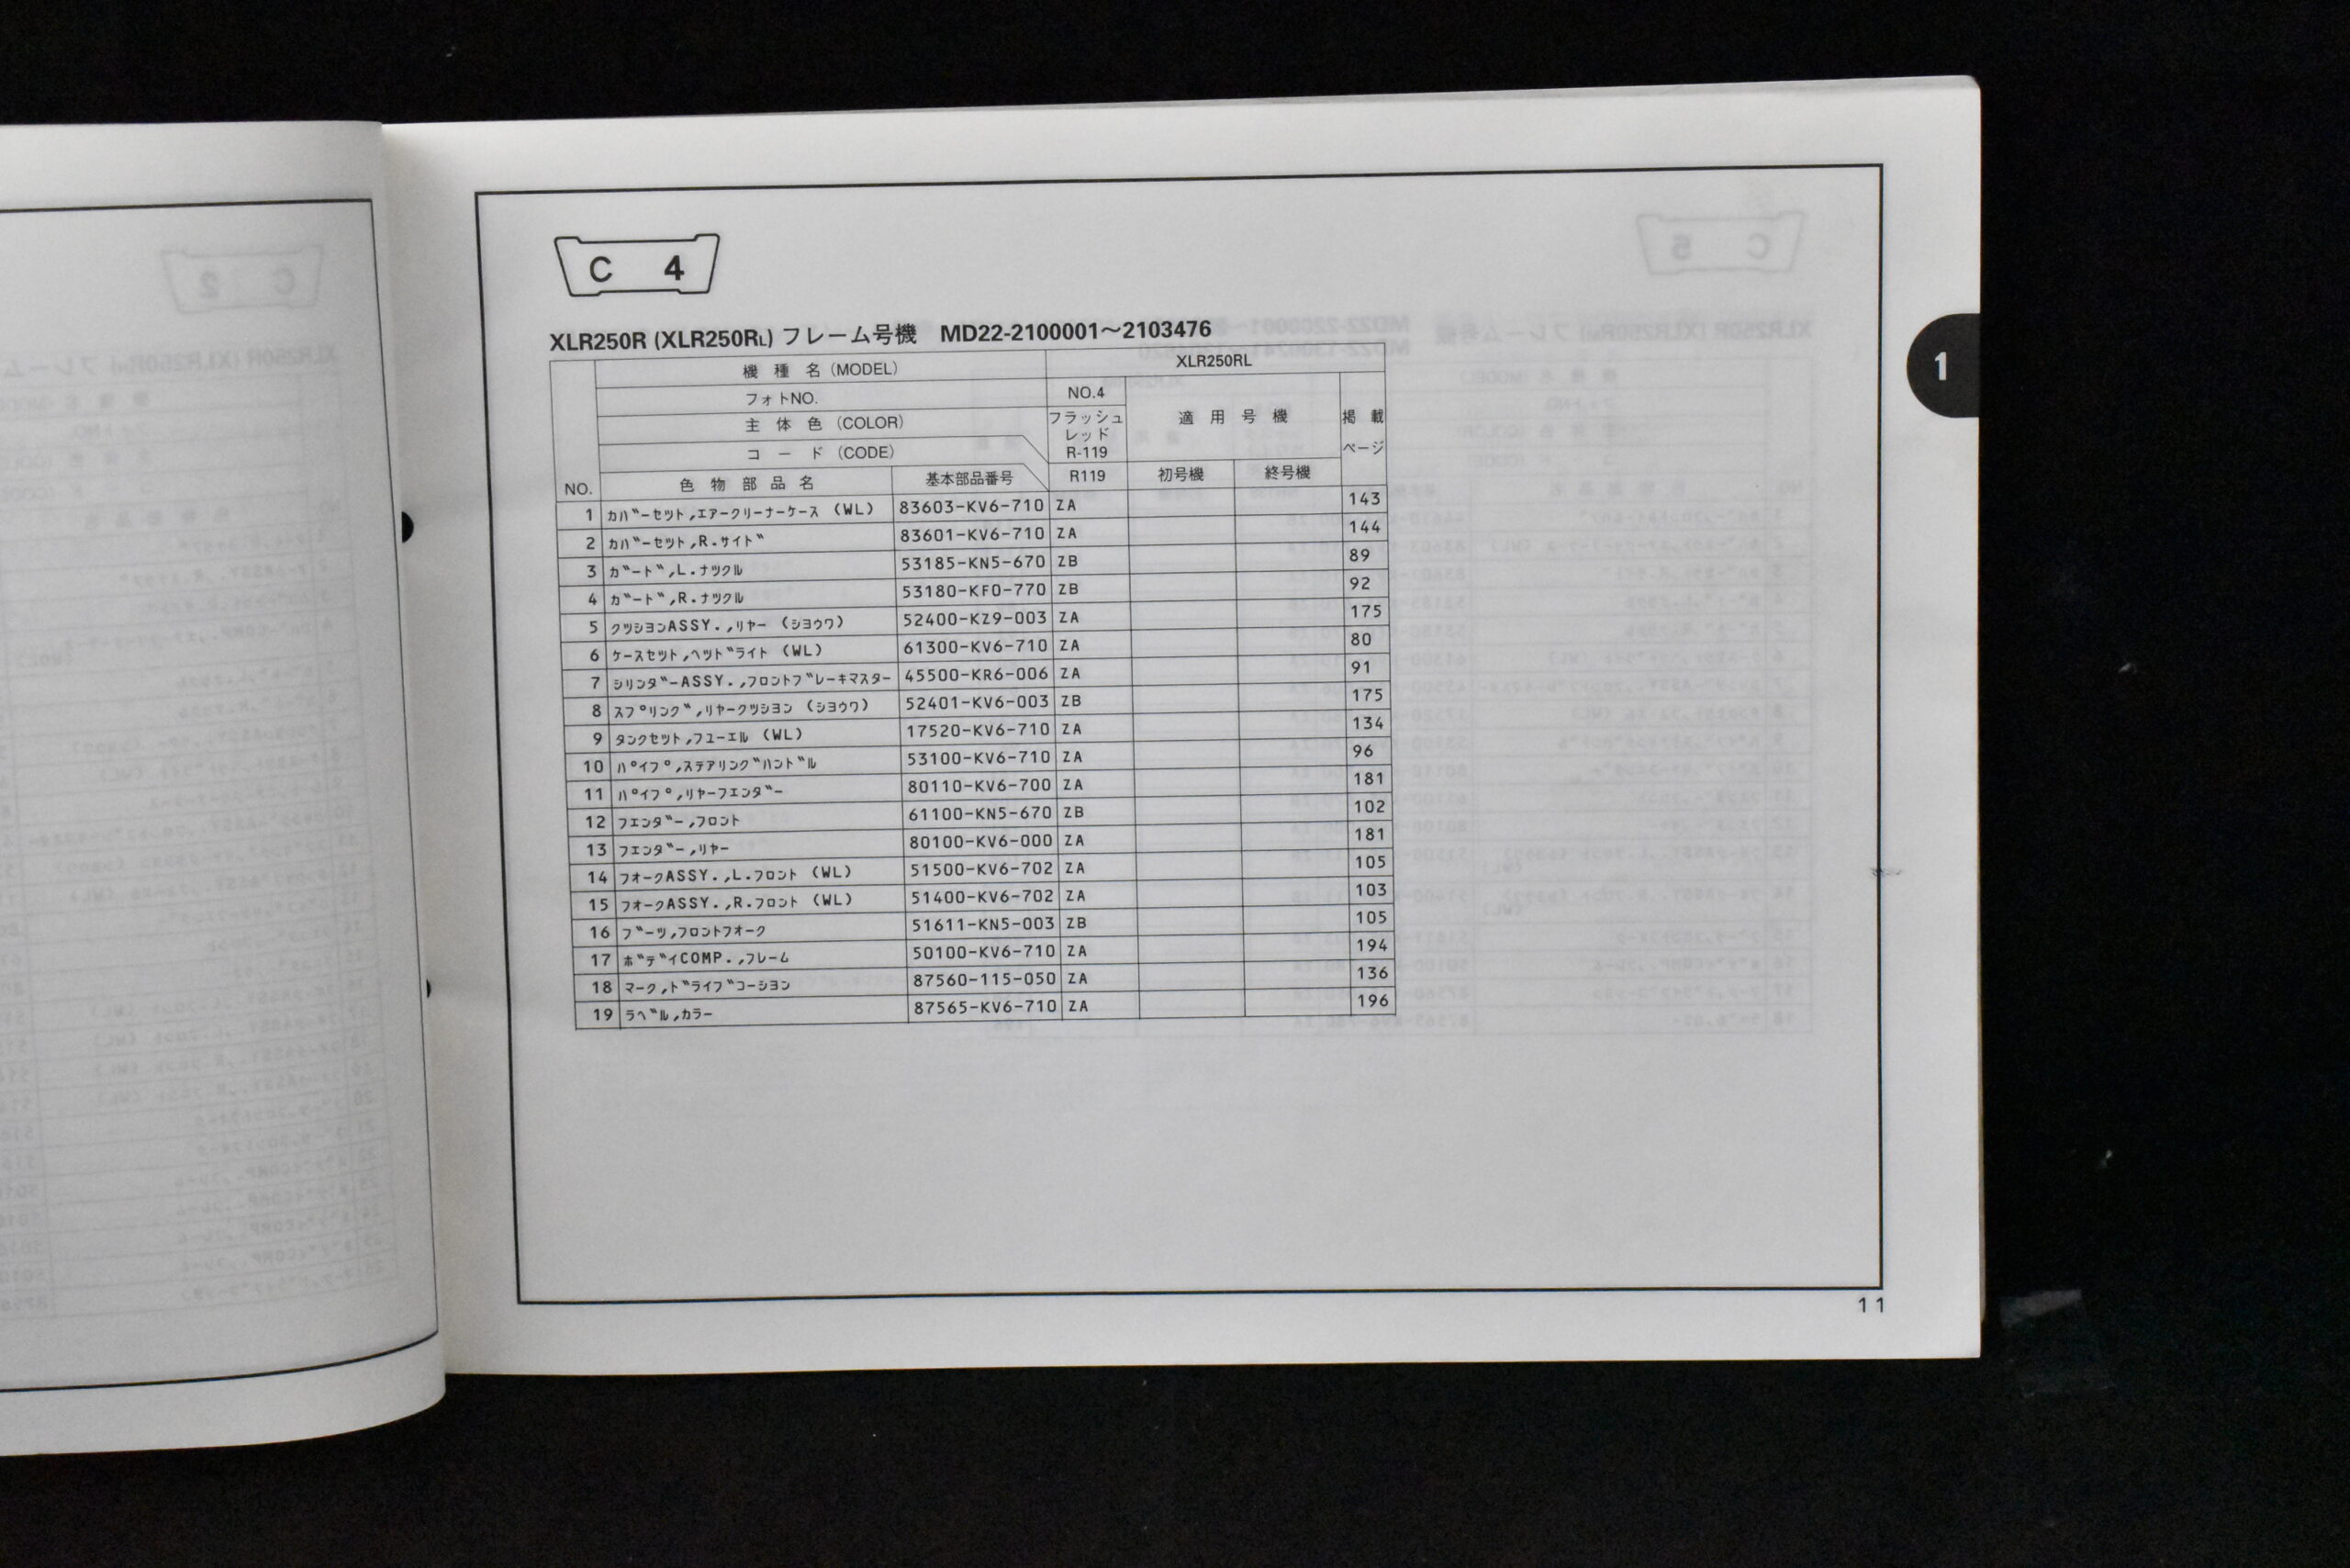 C 4
XLR250R (XLR250RL) フレーム号機 MD22-2100001～2103476
機 種 名 (MODEL) XLR250RL
フォトNO. NO.4 適 用 号 機 掲 載 ページ
主 体 色 (COLOR) フラッシュ レッド R-119
コ ー ド (CODE) R119 初号機 終号機
NO. 色 物 部 品 名 基本部品番号
1 カバーセット,エアークリーナーケース (WL) 83603-KV6-710 ZA 143
2 カバーセット,R.サイド 83601-KV6-710 ZA 144
3 ガード,L.ナツクル 53185-KN5-670 ZB 89
4 ガード,R.ナツクル 53180-KF0-770 ZB 92
5 クツシヨンASSY.,リヤー (シヨウワ) 52400-KZ9-003 ZA 175
6 ケースセット,ヘツドライト (WL) 61300-KV6-710 ZA 80
7 シリンダーASSY.,フロントブレーキマスター 45500-KR6-006 ZA 91
8 スプリング,リヤークツシヨン (シヨウワ) 52401-KV6-003 ZB 175
9 タンクセット,フユーエル (WL) 17520-KV6-710 ZA 134
10 パイプ,ステアリングハンドル 53100-KV6-710 ZA 96
11 パイプ,リヤーフエンダー 80110-KV6-700 ZA 181
12 フエンダー,フロント 61100-KN5-670 ZB 102
13 フエンダー,リヤー 80100-KV6-000 ZA 181
14 フオークASSY.,L.フロント (WL) 51500-KV6-702 ZA 105
15 フオークASSY.,R.フロント (WL) 51400-KV6-702 ZA 103
16 ブーツ,フロントフオーク 51611-KN5-003 ZB 105
17 ボデイCOMP.,フレーム 50100-KV6-710 ZA 194
18 マーク,ドライブコーシヨン 87560-115-050 ZA 136
19 ラベル,カラー 87565-KV6-710 ZA 196
1
11